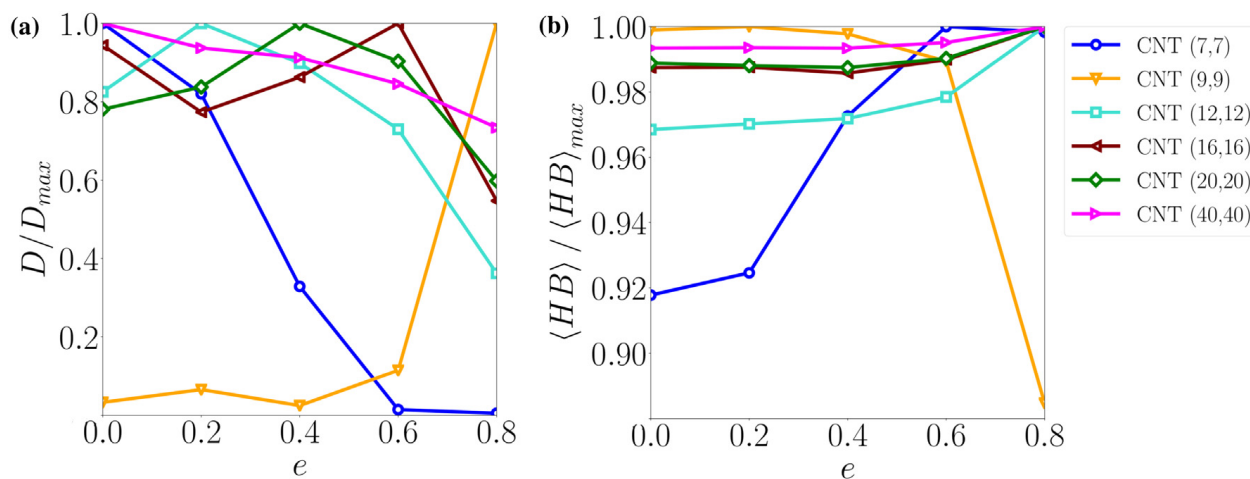 (a)
1.0
0.8
0.6
0.4
0.2
D/D_max
0.0 0.2 0.4 0.6 0.8
e
(b)
1.00
0.98
0.96
0.94
0.92
0.90
⟨HB⟩ / ⟨HB⟩_max
0.0 0.2 0.4 0.6 0.8
e
CNT (7,7)
CNT (9,9)
CNT (12,12)
CNT (16,16)
CNT (20,20)
CNT (40,40)